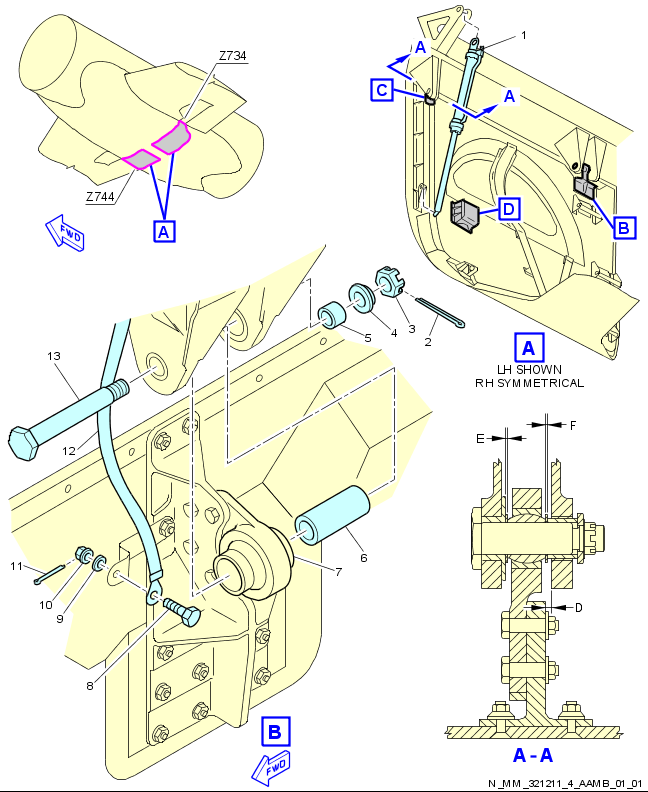 Z734
1
A
A
C
D
B
Z744
A
FWD
A
LH SHOWN
RH SYMMETRICAL
5
4
3
2
13
12
E
F
6
7
11
10
9
8
D
B
FWD
A-A
N_MM_321211_4_AAMB_01_01